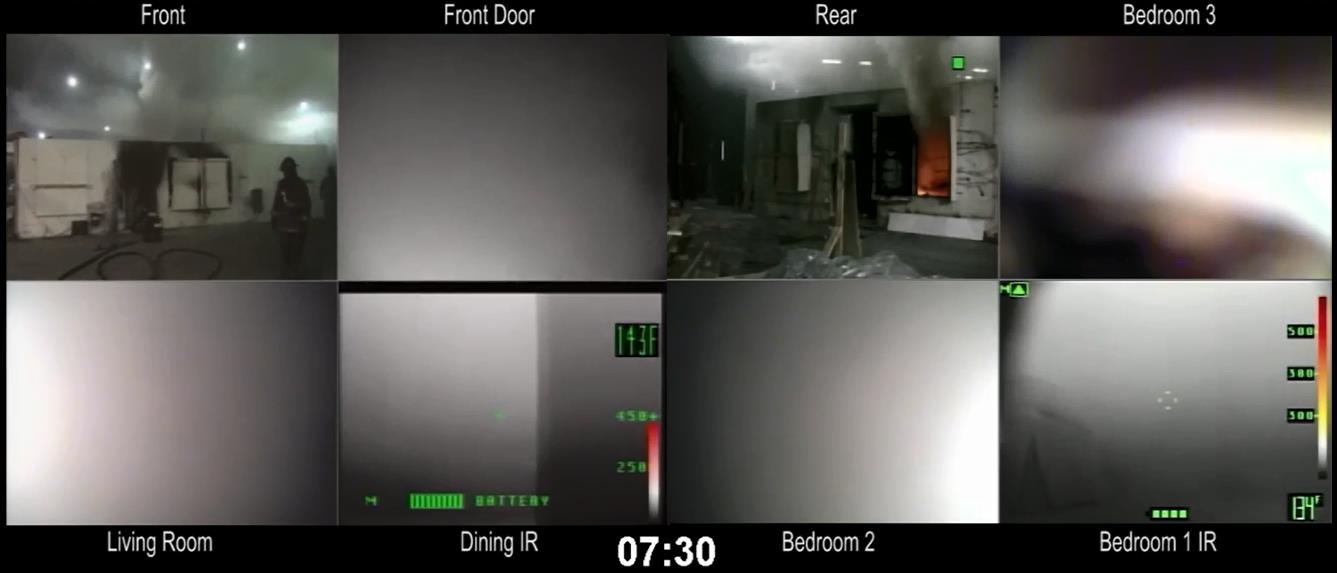 Front Front Door Rear Bedroom 3
143F
450+
250
M BATTERY
500
300
300
134F
Living Room Dining IR 07:30 Bedroom 2 Bedroom 1 IR